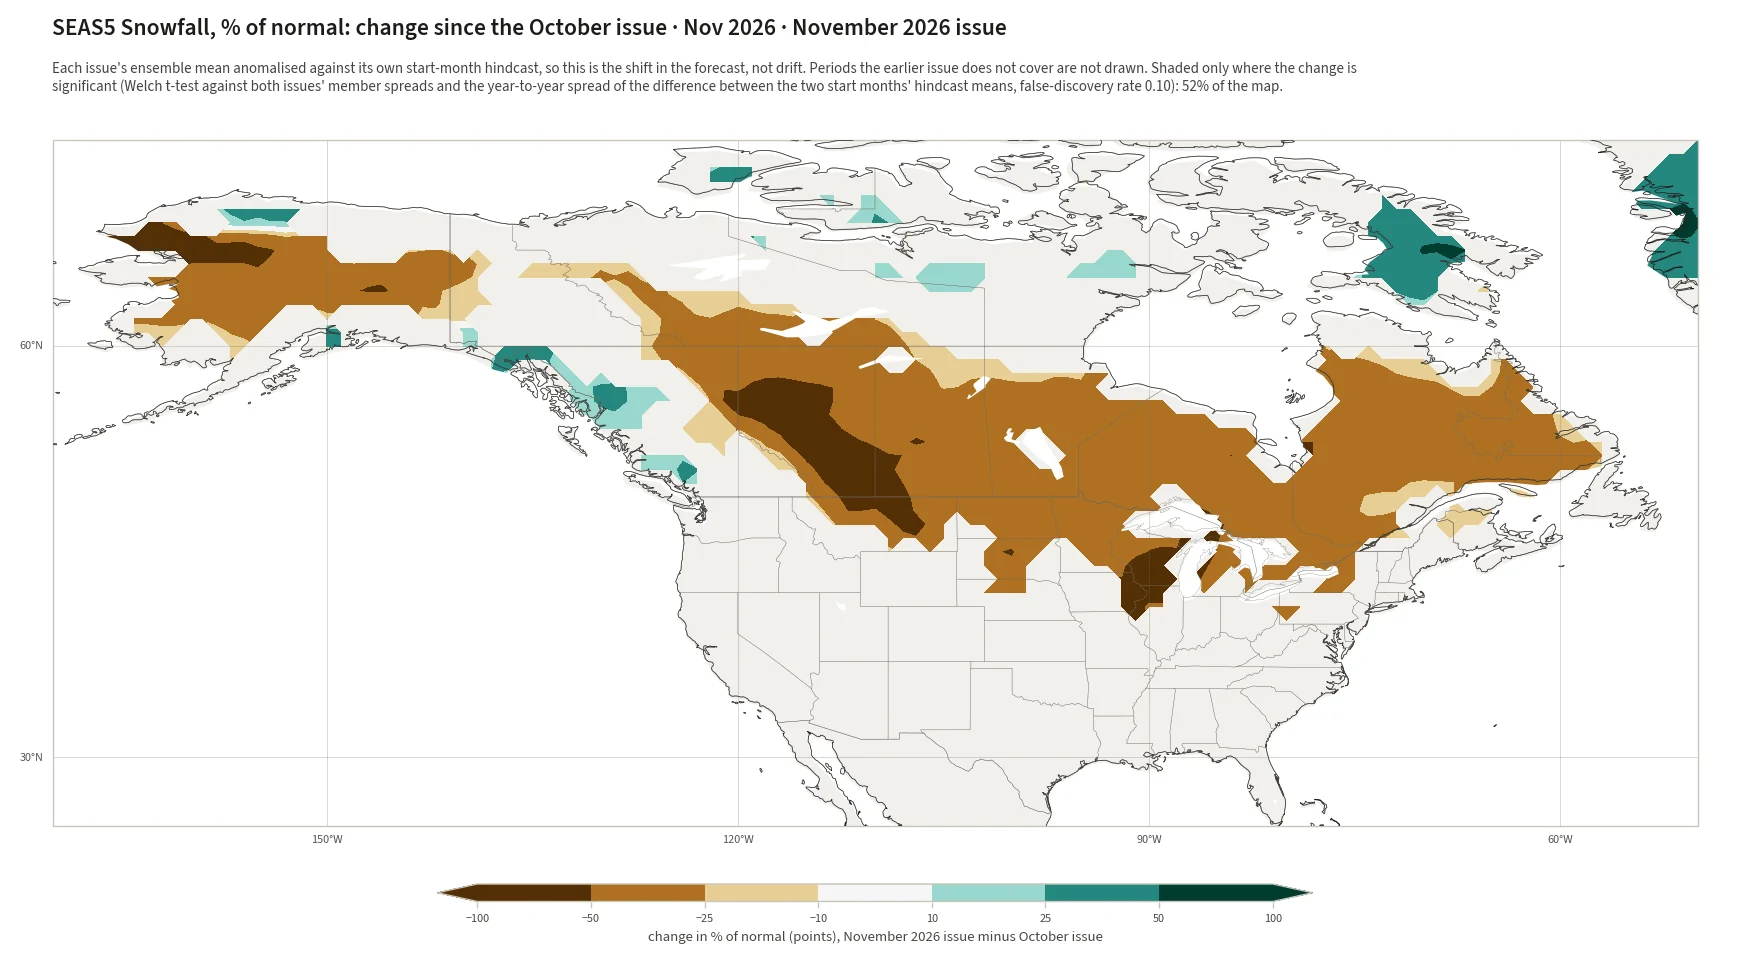 SEAS5 Snowfall, % of normal: change since the October issue · Nov 2026 · November 2026 issue
Each issue's ensemble mean anomalised against its own start-month hindcast, so this is the shift in the forecast, not drift. Periods the earlier issue does not cover are not drawn. Shaded only where the change is
significant (Welch t-test against both issues' member spreads and the year-to-year spread of the difference between the two start months' hindcast means, false-discovery rate 0.10): 52% of the map.
60°N
30°N
150°W 120°W 90°W 60°W
−100 −50 −25 −10 10 25 50 100
change in % of normal (points), November 2026 issue minus October issue